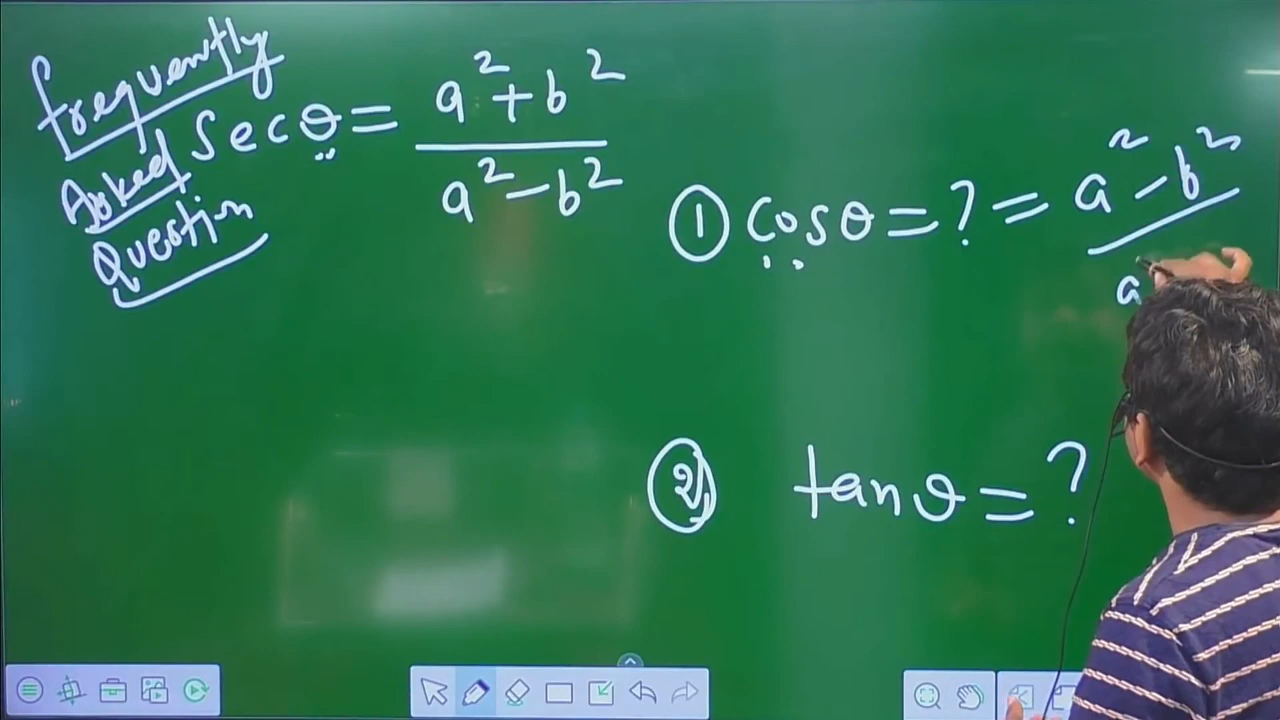 frequently
Asked
Question
Sec θ = a² + b² / a² - b²
① cos θ = ? = a² - b² / a
② tan θ = ?